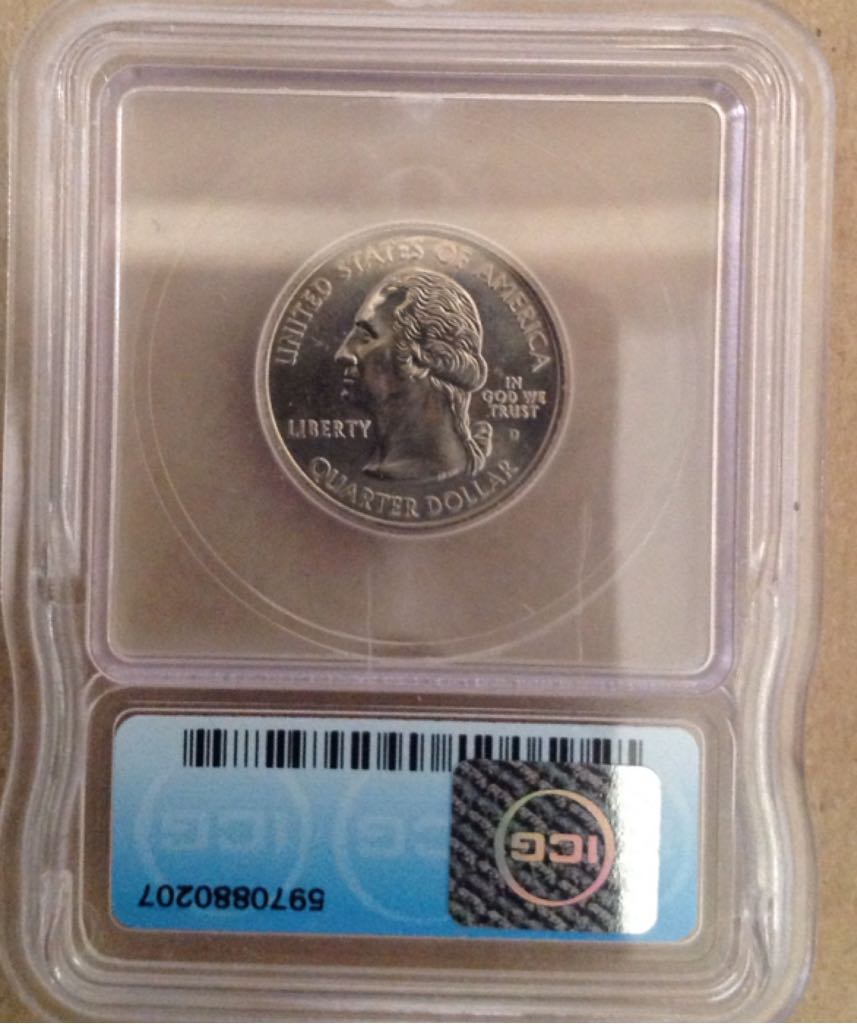 UNITED STATES OF AMERICA
IN
GOD WE
TRUST
LIBERTY
D
QUARTER DOLLAR
ICG
ICG
ICG
5970880207